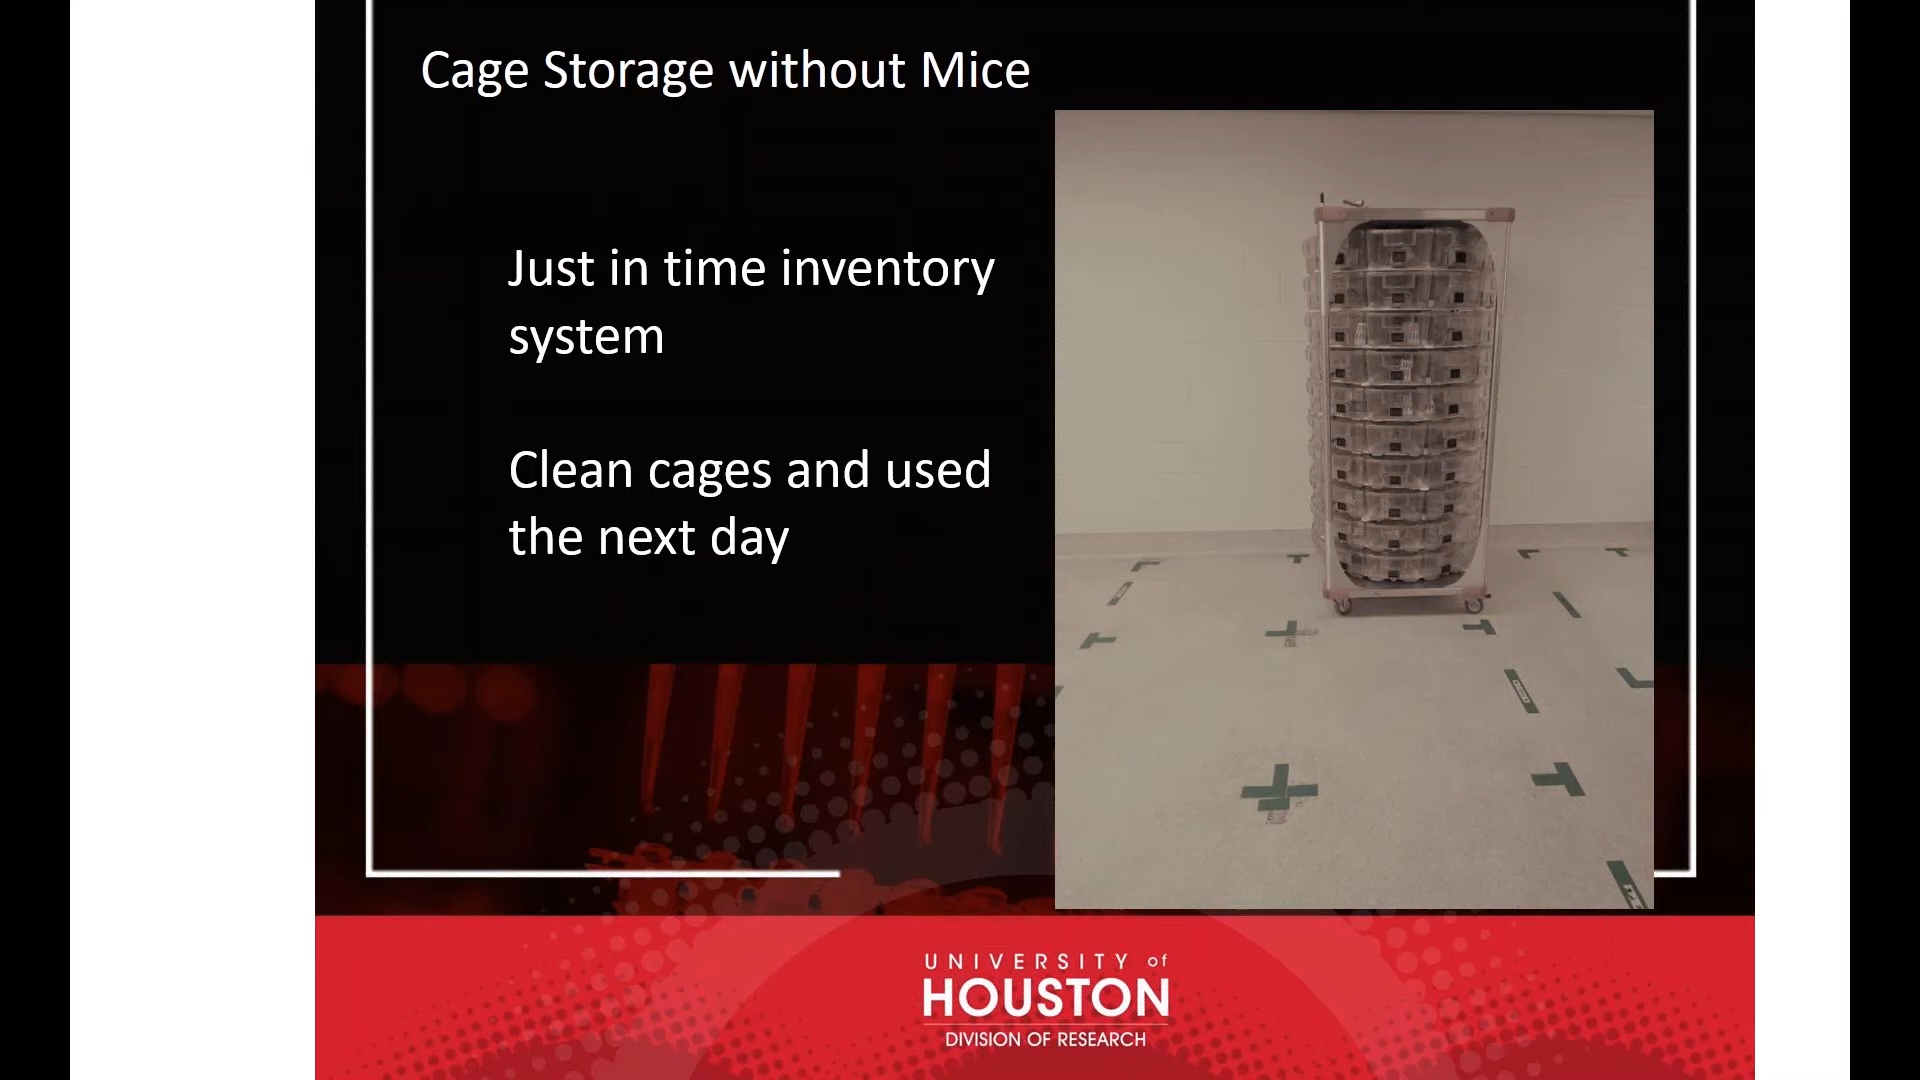 Cage Storage without Mice
Just in time inventory
system
Clean cages and used
the next day
UNIVERSITY of
HOUSTON
DIVISION OF RESEARCH